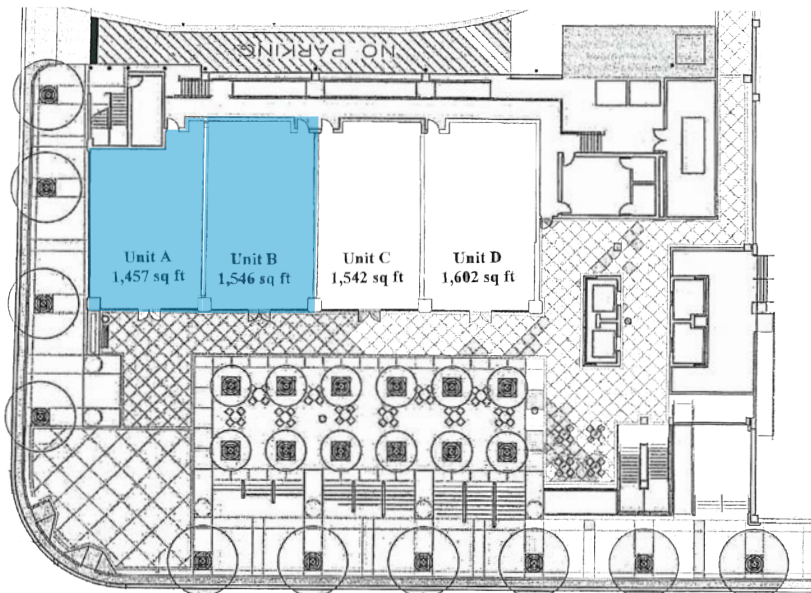 NO PARKING
Unit A
1,457 sq ft
Unit B
1,546 sq ft
Unit C
1,542 sq ft
Unit D
1,602 sq ft